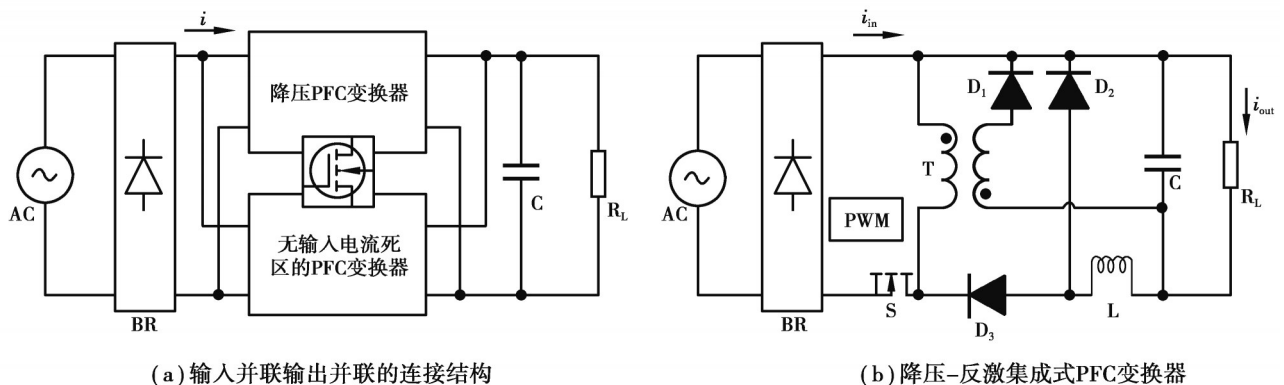 i
降压PFC变换器
AC
C
R_L
无输入电流死
区的PFC变换器
BR
(a)输入并联输出并联的连接结构
i_in
D_1
D_2
i_out
T
AC
C
R_L
PWM
S
D_3
L
BR
(b)降压-反激集成式PFC变换器